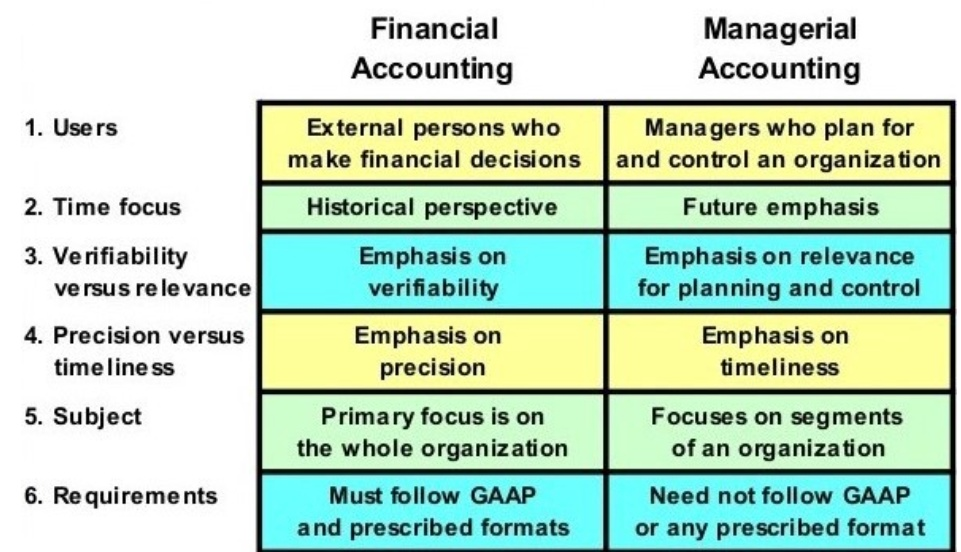 Financial Accounting
Managerial Accounting
1. Users
External persons who
make financial decisions
Managers who plan for
and control an organization
2. Time focus
Historical perspective
Future emphasis
3. Verifiability
versus relevance
Emphasis on
verifiability
Emphasis on relevance
for planning and control
4. Precision versus
timeliness
Emphasis on
precision
Emphasis on
timeliness
5. Subject
Primary focus is on
the whole organization
Focuses on segments
of an organization
6. Requirements
Must follow GAAP
and prescribed formats
Need not follow GAAP
or any prescribed format